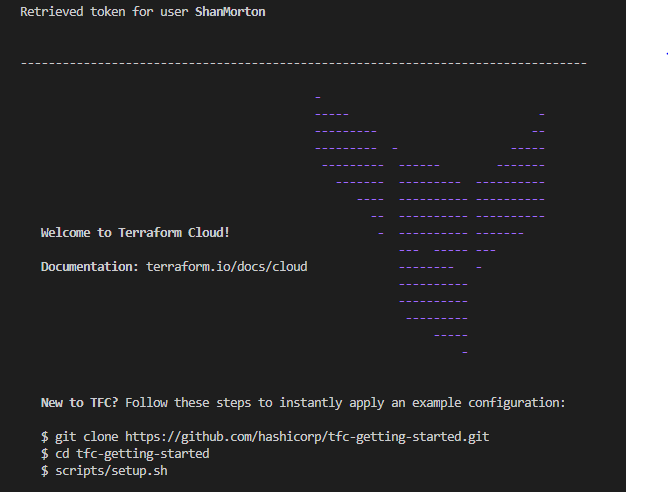 Retrieved token for user ShanMorton
---------------------------------------------------------------------------------
-
----- -
--------- --
--------- - -----
--------- ------ -------
------- --------- ----------
---- ---------- ----------
-- ---------- ----------
Welcome to Terraform Cloud! - ---------- -------
--- ----- ---
Documentation: terraform.io/docs/cloud -------- -
----------
----------
---------
-----
-
New to TFC? Follow these steps to instantly apply an example configuration:
$ git clone https://github.com/hashicorp/tfc-getting-started.git
$ cd tfc-getting-started
$ scripts/setup.sh